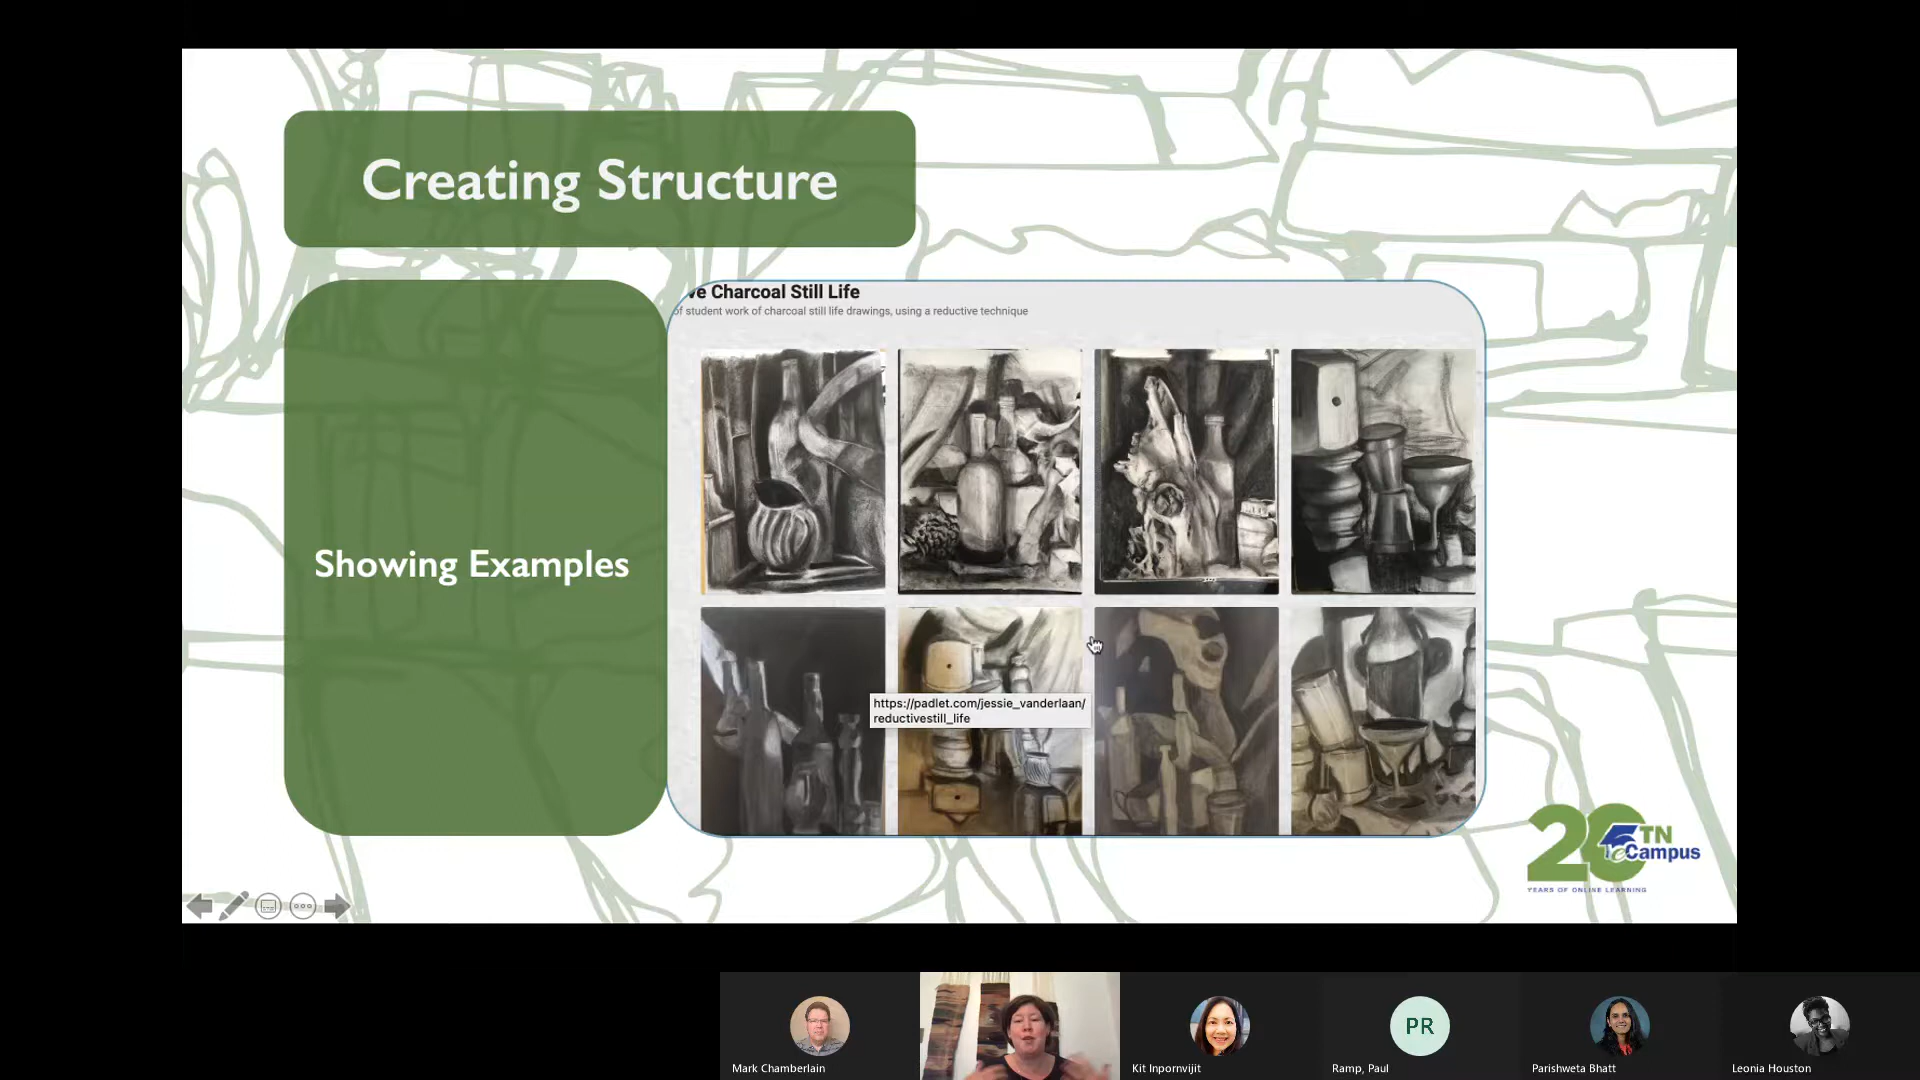 Creating Structure
ve Charcoal Still Life
of student work of charcoal still life drawings, using a reductive technique
Showing Examples
https://padlet.com/jessie_vanderlaan/
reductivestill_life
20 TN
eCampus
YEARS OF ONLINE LEARNING
PR
Mark Chamberlain
Kit Inpornvijit
Ramp, Paul
Parishweta Bhatt
Leonia Houston